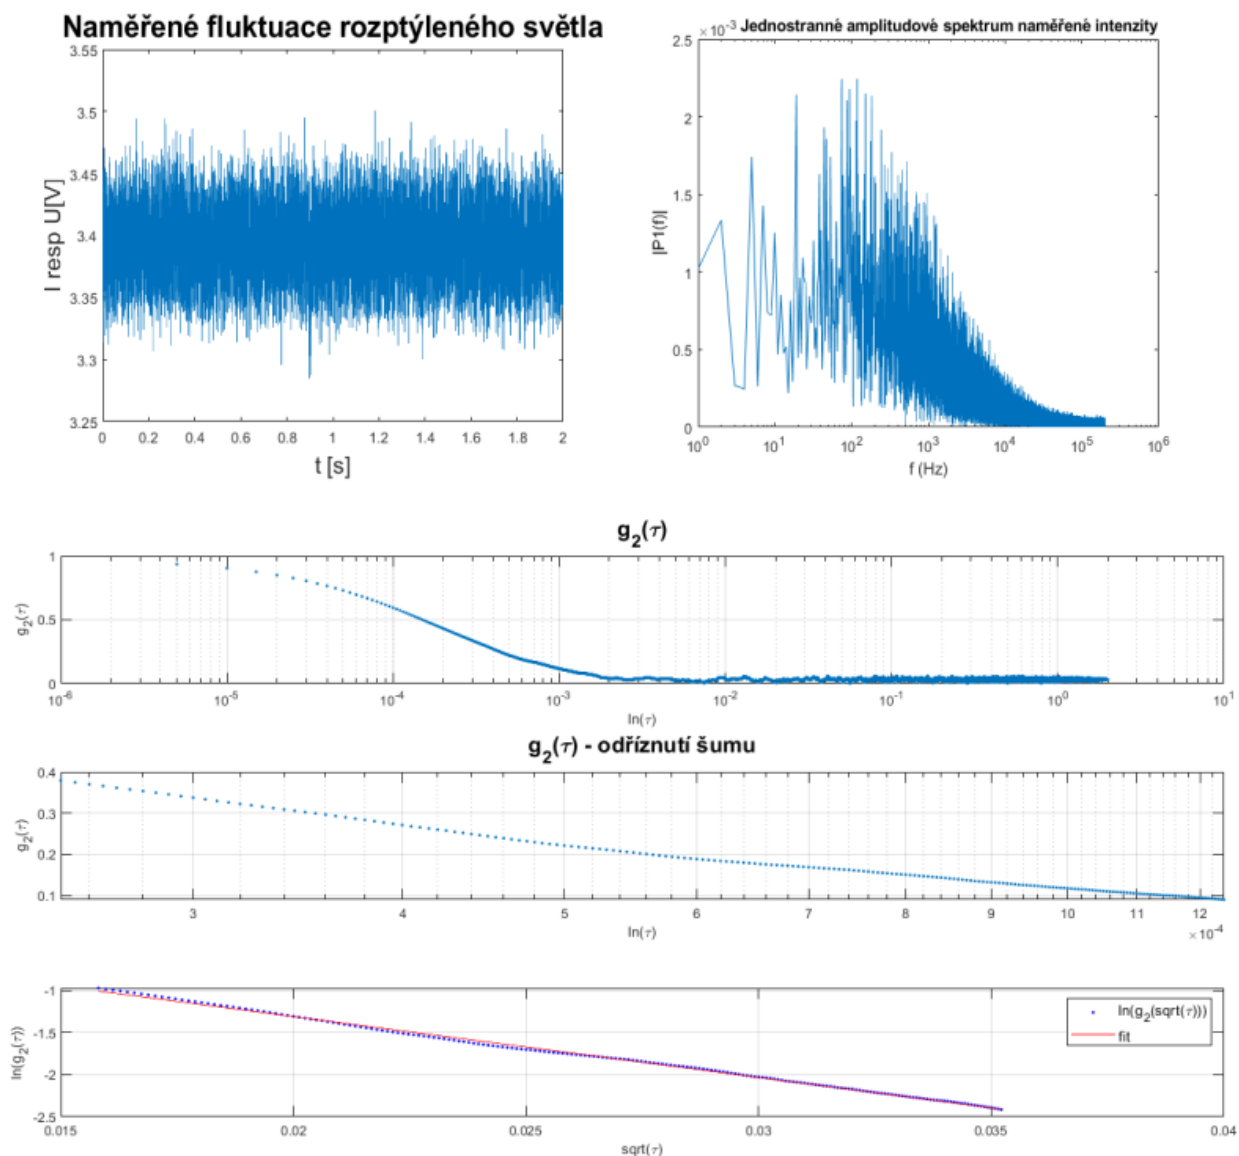 Naměřené fluktuace rozptýleného světla
3.55
3.5
3.45
3.4
3.35
3.3
3.25
I resp U[V]
0 0.2 0.4 0.6 0.8 1 1.2 1.4 1.6 1.8 2
t [s]
×10⁻³ Jednostranné amplitudové spektrum naměřené intenzity
2.5
2
1.5
1
0.5
0
|P1(f)|
10⁰ 10¹ 10² 10³ 10⁴ 10⁵ 10⁶
f (Hz)
g₂(τ)
1
0.5
0
g₂(τ)
10⁻⁶ 10⁻⁵ 10⁻⁴ 10⁻³ 10⁻² 10⁻¹ 10⁰ 10¹
ln(τ)
g₂(τ) - odříznutí šumu
0.4
0.3
0.2
0.1
g₂(τ)
3 4 5 6 7 8 9 10 11 12
×10⁻⁴
ln(τ)
-1
-1.5
-2
-2.5
ln(g₂(τ))
ln(g₂(sqrt(τ)))
fit
0.015 0.02 0.025 0.03 0.035 0.04
sqrt(τ)